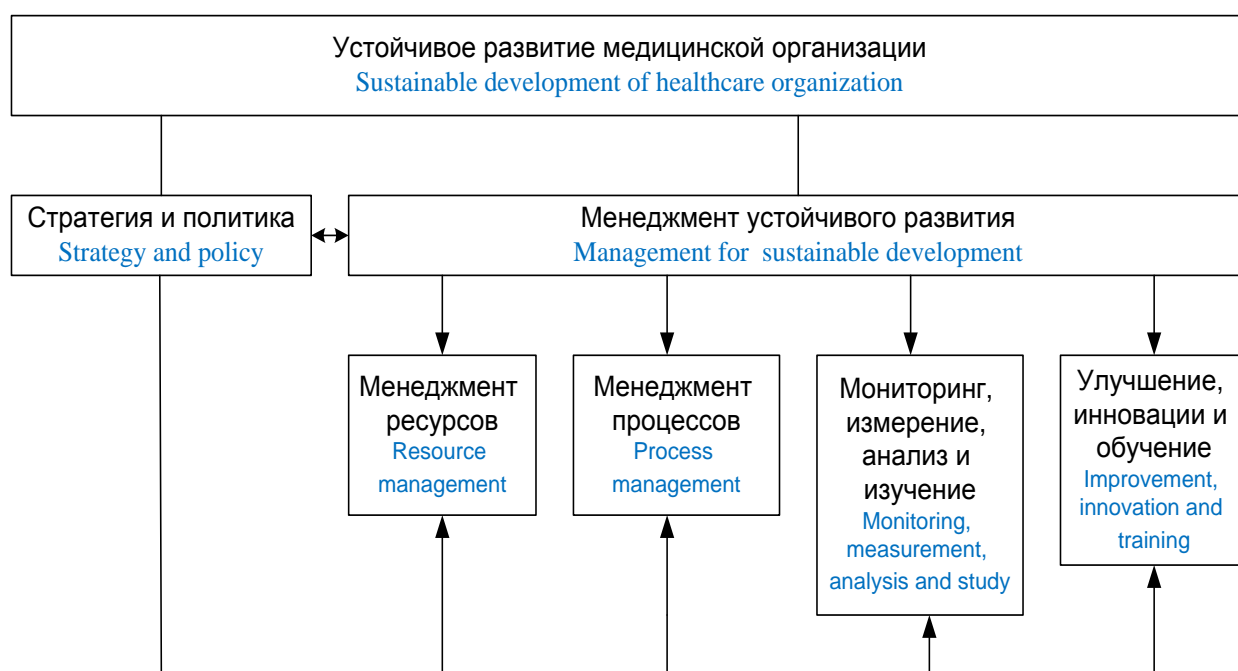 Устойчивое развитие медицинской организации
Sustainable development of healthcare organization
Стратегия и политика
Strategy and policy
Менеджмент устойчивого развития
Management for sustainable development
Менеджмент
ресурсов
Resource
management
Менеджмент
процессов
Process
management
Мониторинг,
измерение,
анализ и
изучение
Monitoring,
measurement,
analysis and study
Улучшение,
инновации и
обучение
Improvement,
innovation and
training